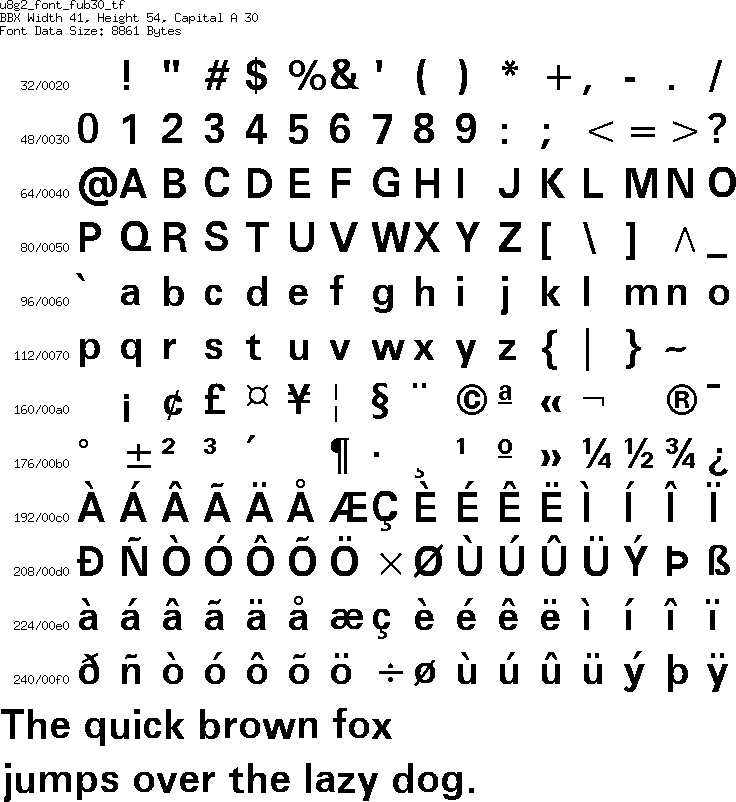 u8g2_font_fub30_tf
BBX Width 41, Height 54, Capital A 30
Font Data Size: 8861 Bytes
32/0020 ! " # $ % & ' ( ) * + , - . /
48/0030 0 1 2 3 4 5 6 7 8 9 : ; < = > ?
64/0040 @ A B C D E F G H I J K L M N O
80/0050 P Q R S T U V W X Y Z [ \ ] ^ _
96/0060 ` a b c d e f g h i j k l m n o
112/0070 p q r s t u v w x y z { | } ~
160/00a0 ¡ ¢ £ ¤ ¥ ¦ § ¨ © ª « ¬ ® ¯
176/00b0 ° ± ² ³ ´ ¶ · ¸ ¹ º » ¼ ½ ¾ ¿
192/00c0 À Á Â Ã Ä Å Æ Ç È É Ê Ë Ì Í Î Ï
208/00d0 Ð Ñ Ò Ó Ô Õ Ö × Ø Ù Ú Û Ü Ý Þ ß
224/00e0 à á â ã ä å æ ç è é ê ë ì í î ï
240/00f0 ð ñ ò ó ô õ ö ÷ ø ù ú û ü ý þ ÿ
The quick brown fox
jumps over the lazy dog.